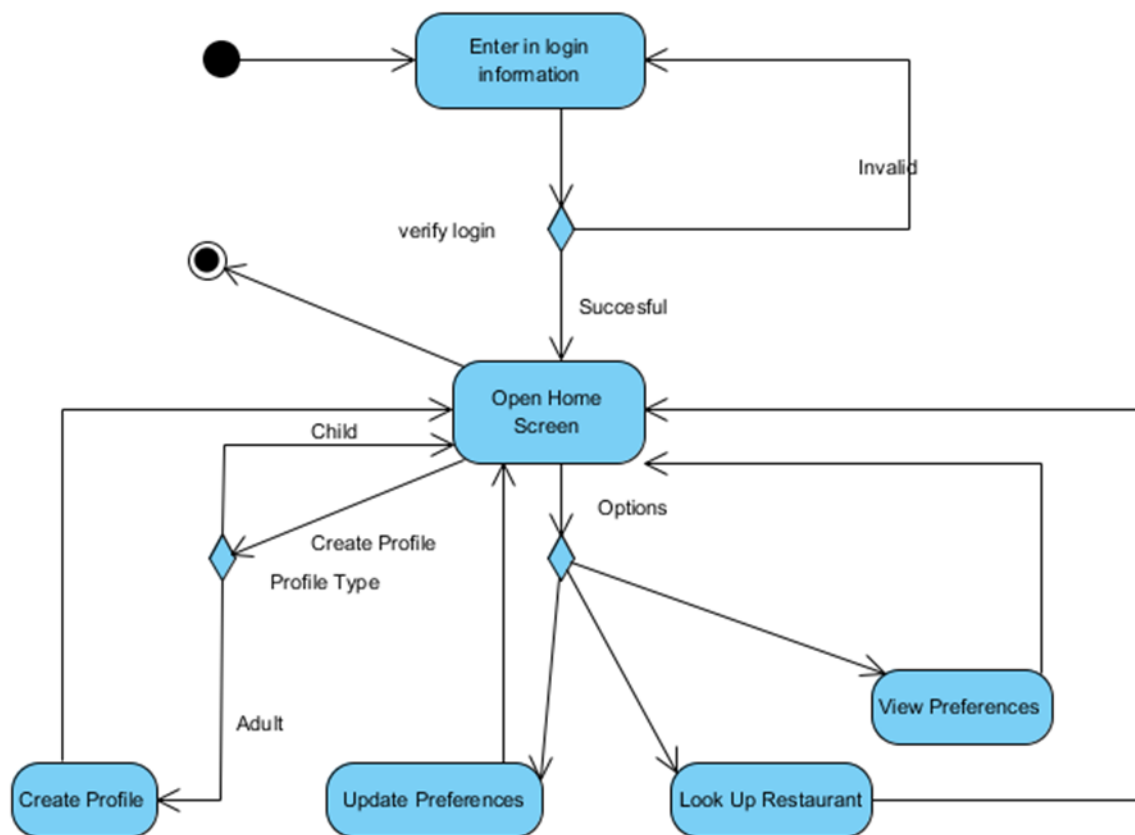 Enter in login
information
Invalid
verify login
Succesful
Open Home
Screen
Child
Options
Create Profile
Profile Type
View Preferences
Adult
Create Profile
Update Preferences
Look Up Restaurant